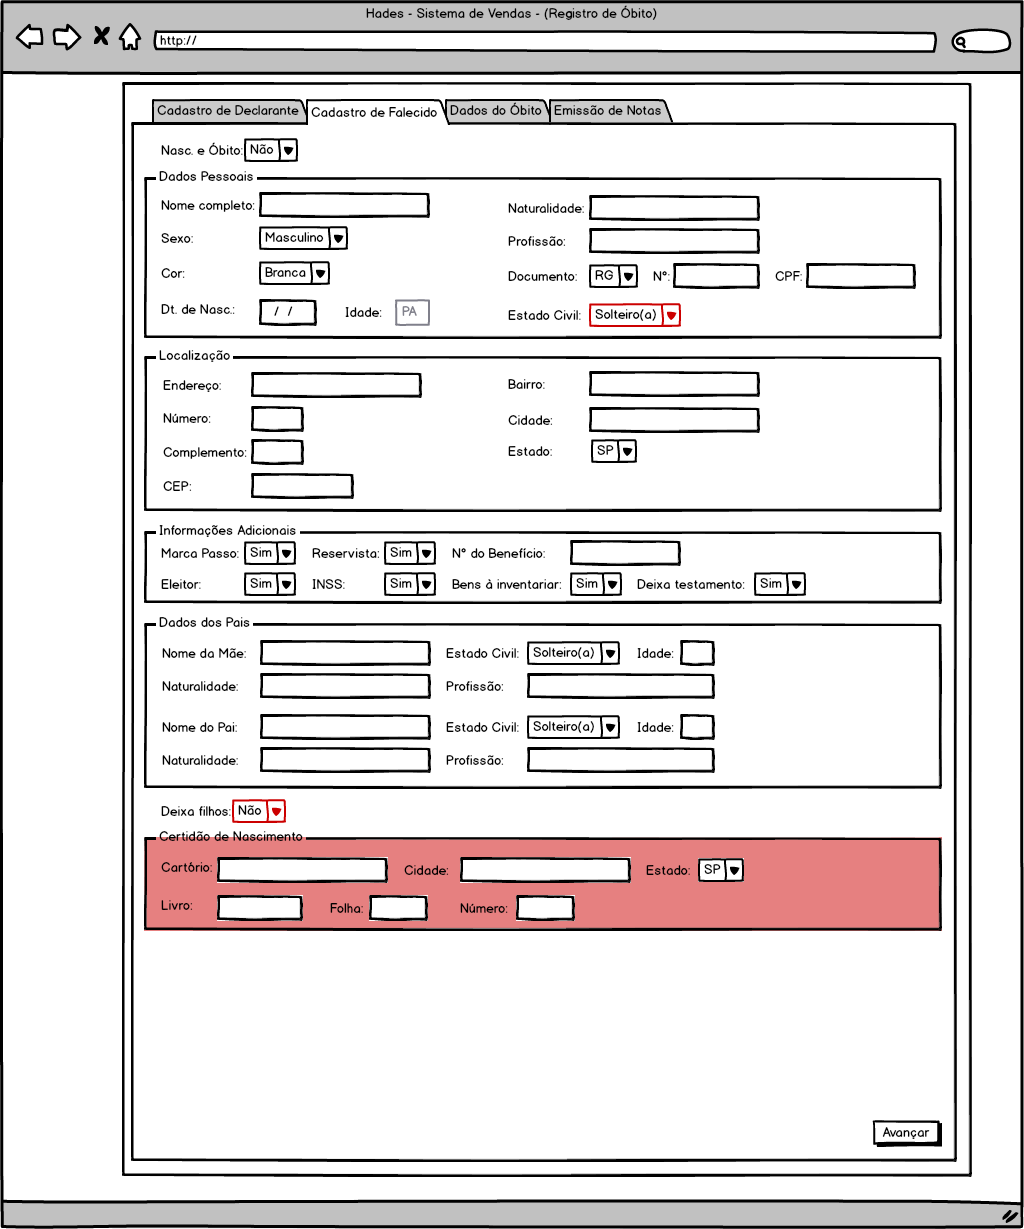 Hades - Sistema de Vendas - (Registro de Óbito)
http://
Cadastro de Declarante Cadastro de Falecido Dados do Óbito Emissão de Notas
Nasc. e Óbito: Não
Dados Pessoais
Nome completo: Naturalidade:
Sexo: Masculino Profissão:
Cor: Branca Documento: RG Nº: CPF:
Dt. de Nasc.: / / Idade: PA Estado Civil: Solteiro(a)
Localização
Endereço: Bairro:
Número: Cidade:
Complemento: Estado: SP
CEP:
Informações Adicionais
Marca Passo: Sim Reservista: Sim Nº do Benefício:
Eleitor: Sim INSS: Sim Bens à inventariar: Sim Deixa testamento: Sim
Dados dos Pais
Nome da Mãe: Estado Civil: Solteiro(a) Idade:
Naturalidade: Profissão:
Nome do Pai: Estado Civil: Solteiro(a) Idade:
Naturalidade: Profissão:
Deixa filhos: Não
Certidão de Nascimento
Cartório: Cidade: Estado: SP
Livro: Folha: Número:
Avançar